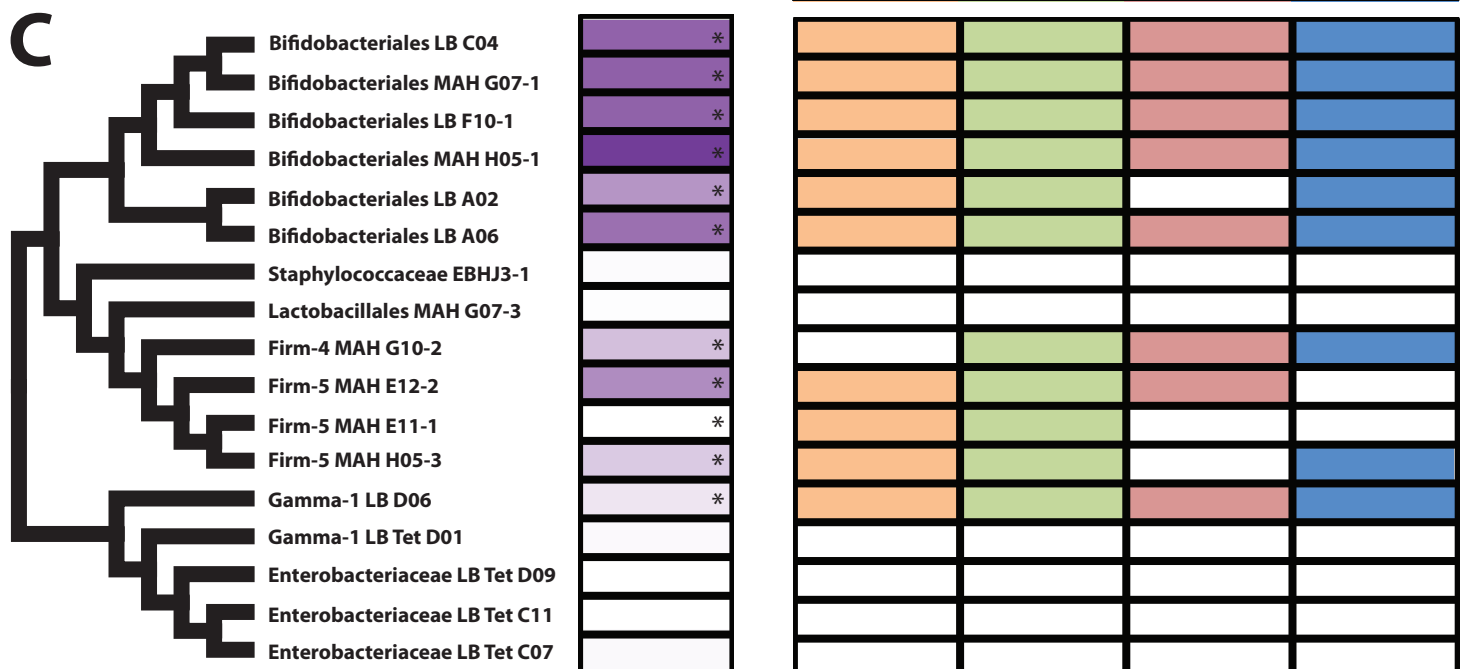 C
Bifidobacteriales LB C04 *
Bifidobacteriales MAH G07-1 *
Bifidobacteriales LB F10-1 *
Bifidobacteriales MAH H05-1 *
Bifidobacteriales LB A02 *
Bifidobacteriales LB A06 *
Staphylococcaceae EBHJ3-1
Lactobacillales MAH G07-3
Firm-4 MAH G10-2 *
Firm-5 MAH E12-2 *
Firm-5 MAH E11-1 *
Firm-5 MAH H05-3 *
Gamma-1 LB D06 *
Gamma-1 LB Tet D01
Enterobacteriaceae LB Tet D09
Enterobacteriaceae LB Tet C11
Enterobacteriaceae LB Tet C07